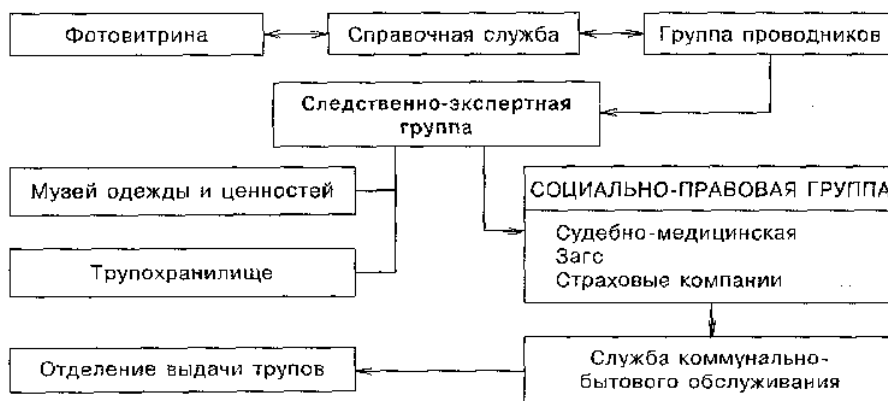 Фотовитрина
Справочная служба
Группа проводников
Следственно-экспертная
группа
Музей одежды и ценностей
СОЦИАЛЬНО-ПРАВОВАЯ ГРУППА
Судебно-медицинская
Загс
Страховые компании
Трупохранилище
Отделение выдачи трупов
Служба коммунально-
бытового обслуживания